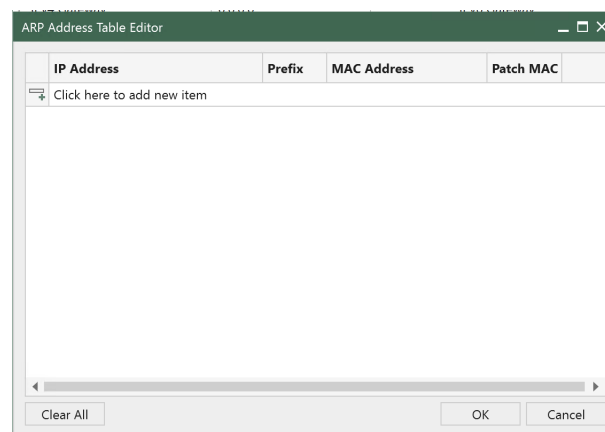 ARP Address Table Editor
IP Address Prefix MAC Address Patch MAC
Click here to add new item
Clear All OK Cancel